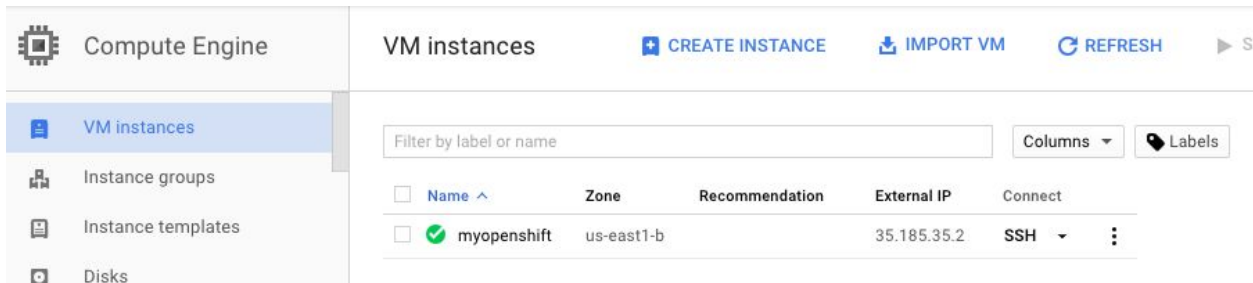 Compute Engine
VM instances
CREATE INSTANCE
IMPORT VM
REFRESH
S
VM instances
Instance groups
Instance templates
Disks
Filter by label or name
Columns
Labels
Name Zone Recommendation External IP Connect
myopenshift us-east1-b 35.185.35.2 SSH